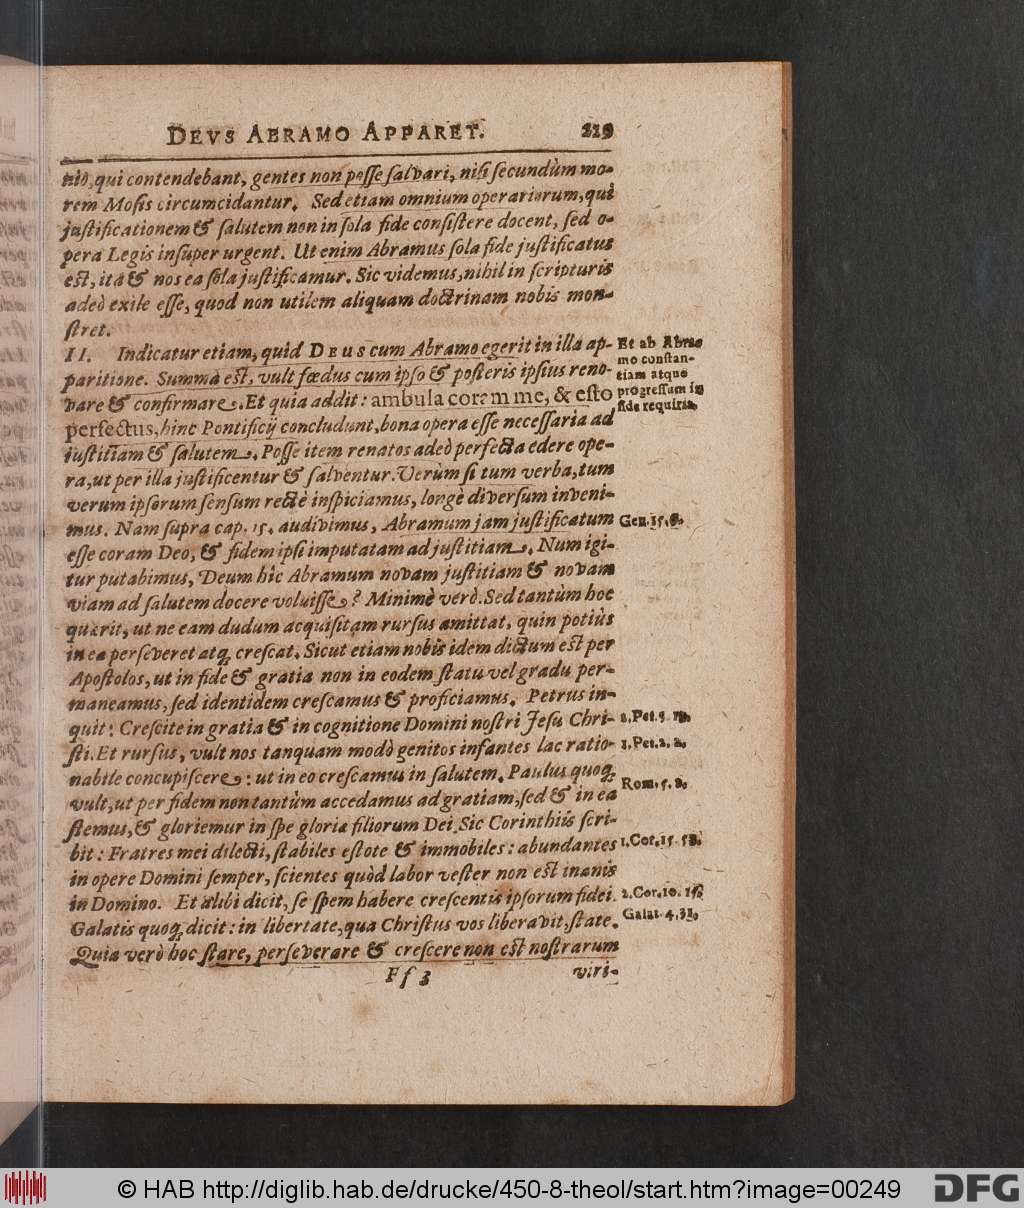 DEVS ABRAMO APPARET. 219
nio, qui contendebant, gentes non posse salvari, nisi secundùm mo-
rem Mosis circumcidantur. Sed etiam omnium operariorum, qui
justificationem & salutem non in sola fide consistere docent, sed o-
pera Legis insuper urgent. Ut enim Abramus sola fide justificatus
est, ita & nos ea sola justificamur. Sic videmus, nihil in scripturis
adeò exile esse, quod non utilem aliquam doctrinam nobis mon-
stret.
II. Indicatur etiam, quid DEUS cum Abramo egerit in illa ap-
paritione. Summa est, vult fœdus cum ipso & posteris ipsius reno-
vare & confirmare. Et quia addit: ambula coram me, & esto
perfectus, hinc Pontificij concludunt, bona opera esse necessaria ad
justitiam & salutem. Posse item renatos adeò perfecta edere ope-
ra, ut per illa justificentur & salventur. Verùm si tum verba, tum
verum ipsorum sensum rectè inspiciamus, longè diversum inveni-
mus. Nam supra cap. 15. audivimus, Abramum jam justificatum
esse coram Deo, & fidem ipsi imputatam ad justitiam. Num igi-
tur putabimus, Deum hîc Abramum novam justitiam & novam
viam ad salutem docere voluisse? Minimè verò. Sed tantùm hoc
quærit, ut ne eam dudum acquisitam rursus amittat, quin potiùs
in ea perseveret atq; crescat. Sicut etiam nobis idem dictum est per
Apostolos, ut in fide & gratia non in eodem statu vel gradu per-
maneamus, sed identidem crescamus & proficiamus. Petrus in-
quit: Crescite in gratia & in cognitione Domini nostri Jesu Chri-
sti. Et rursus, vult nos tanquam modò genitos infantes lac ratio-
nabile concupiscere: ut in eo crescamus in salutem. Paulus quoq;
vult, ut per fidem non tantùm accedamus ad gratiam, sed & in ea
stemus, & gloriemur in spe gloriæ filiorum Dei. Sic Corinthiis scri-
bit: Fratres mei dilecti, stabiles estote & immobiles: abundantes
in opere Domini semper, scientes quòd labor vester non est inanis
in Domino. Et alibi dicit, se spem habere crescentis ipsorum fidei.
Galatis quoq; dicit: in libertate, qua Christus vos liberavit, state.
Quia verò hoc stare, perseverare & crescere non est nostrarum
Ff 3 viri-
Et ab Abra-
mo constan-
tiam atque
progressum in
fide requirit.
Gen. 15. 6.
1. Pet. 2. 2.
Rom. 5. 2.
1. Cor. 15. 58.
2. Cor. 10. 15.
© HAB http://diglib.hab.de/drucke/450-8-theol/start.htm?image=00249
DFG